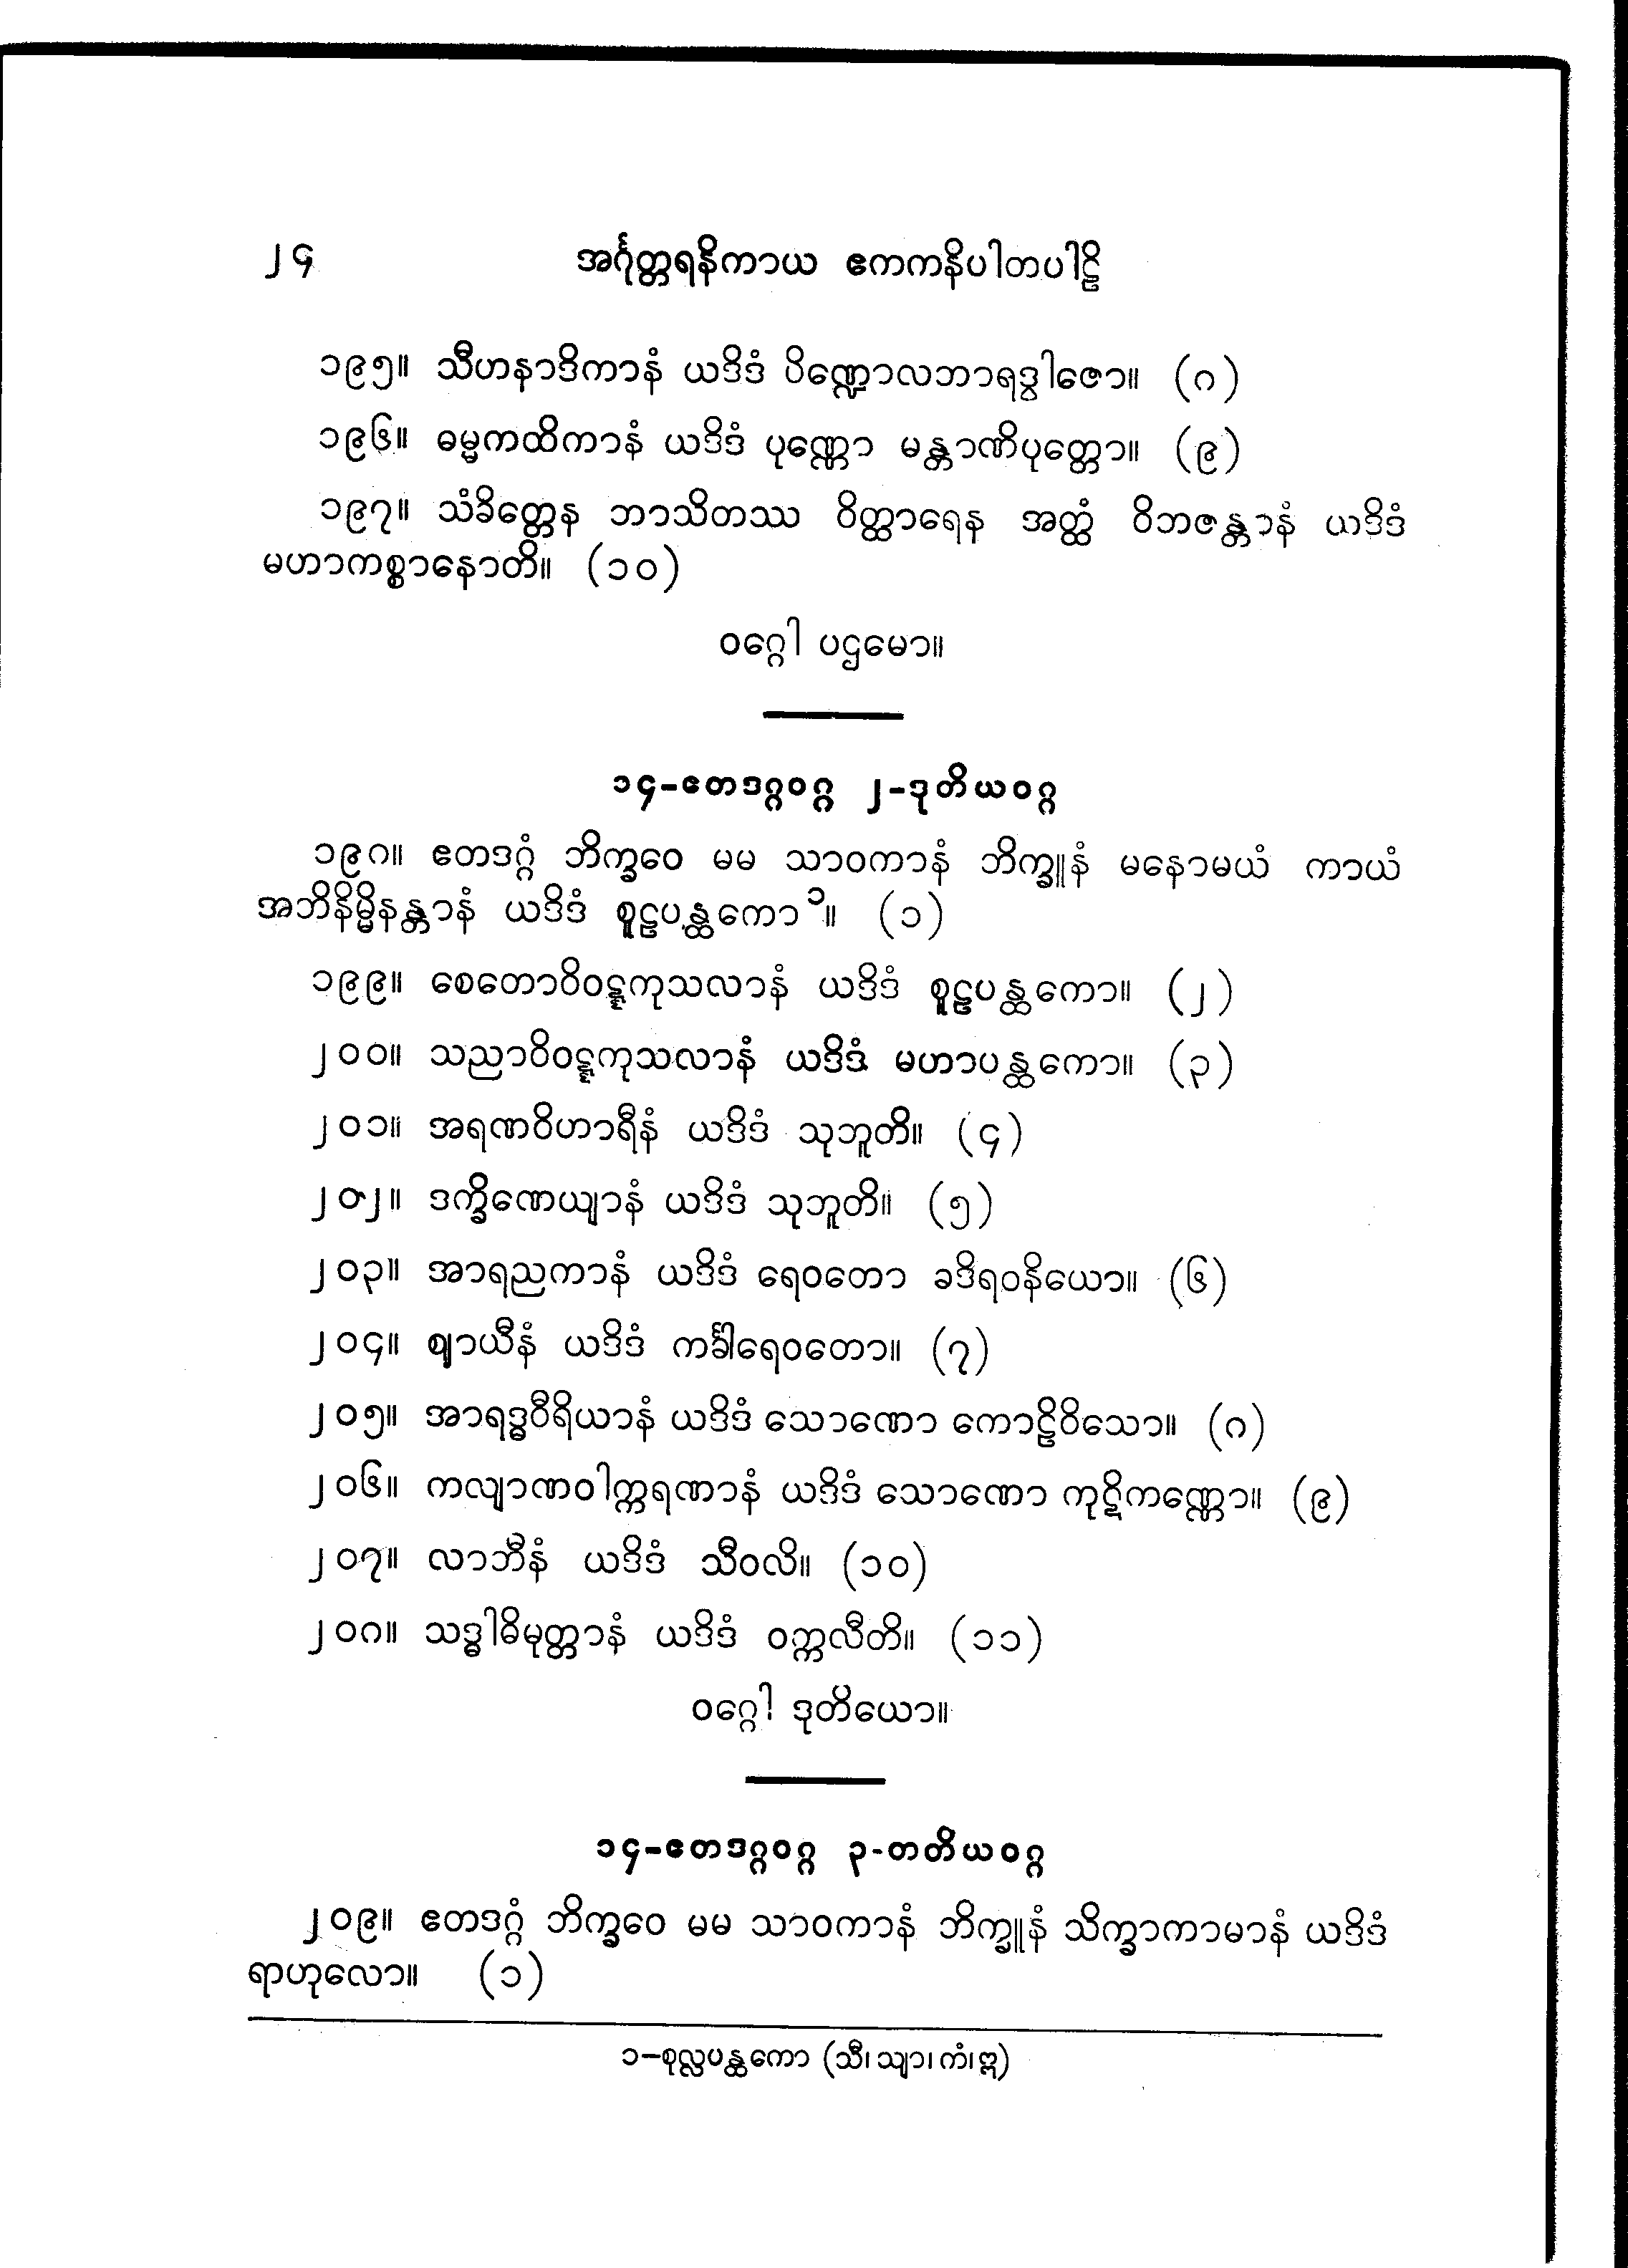 ၂၄ အင်္ဂုတ္တရနိကာယ ဧကကနိပါတပါဠိ
၁၉၅။ သီဟနာဒိကာနံ ယဒိဒံ ပိဏ္ဍောလဘာရဒွါဇော။ (၈)
၁၉၆။ ဓမ္မကထိကာနံ ယဒိဒံ ပုဏ္ဏော မန္တာဏိပုတ္တော။ (၉)
၁၉၇။ သံခိတ္တေန ဘာသိတဿ ဝိတ္ထာရေန အတ္ထံ ဝိဘဇန္တာနံ ယဒိဒံ
မဟာကစ္စာနောတိ။ (၁၀)
ဝဂ္ဂေါ ပဌမော။
၁၄-ဧတဒဂ္ဂဝဂ္ဂ ၂-ဒုတိယဝဂ္ဂ
၁၉၈။ ဧတဒဂ္ဂံ ဘိက္ခဝေ မမ သာဝကာနံ ဘိက္ခူနံ မနောမယံ ကာယံ
အဘိနိမ္မိနန္တာနံ ယဒိဒံ စူဠပန္ထကော ၁။ (၁)
၁၉၉။ စေတောဝိဝဋ္ဋကုသလာနံ ယဒိဒံ စူဠပန္ထကော။ (၂)
၂၀၀။ သညာဝိဝဋ္ဋကုသလာနံ ယဒိဒံ မဟာပန္ထကော။ (၃)
၂၀၁။ အရဏဝိဟာရီနံ ယဒိဒံ သုဘူတိ။ (၄)
၂၀၂။ ဒက္ခိဏေယျာနံ ယဒိဒံ သုဘူတိ။ (၅)
၂၀၃။ အာရညကာနံ ယဒိဒံ ရေဝတော ခဒိရဝနိယော။ (၆)
၂၀၄။ ဈာယီနံ ယဒိဒံ ကင်္ခါရေဝတော။ (၇)
၂၀၅။ အာရဒ္ဓဝီရိယာနံ ယဒိဒံ သောဏော ကောဠိဝိသော။ (၈)
၂၀၆။ ကလျာဏဝါက္ကရဏာနံ ယဒိဒံ သောဏော ကုဋိကဏ္ဏော။ (၉)
၂၀၇။ လာဘီနံ ယဒိဒံ သီဝလိ။ (၁၀)
၂၀၈။ သဒ္ဓါဓိမုတ္တာနံ ယဒိဒံ ဝက္ကလီတိ။ (၁၁)
ဝဂ္ဂေါ ဒုတိယော။
၁၄-ဧတဒဂ္ဂဝဂ္ဂ ၃-တတိယဝဂ္ဂ
၂၀၉။ ဧတဒဂ္ဂံ ဘိက္ခဝေ မမ သာဝကာနံ ဘိက္ခူနံ သိက္ခာကာမာနံ ယဒိဒံ
ရာဟုလော။ (၁)
၁-စုလ္လပန္ထကော (သီ၊ သျာ၊ ကံ၊ ဣ)